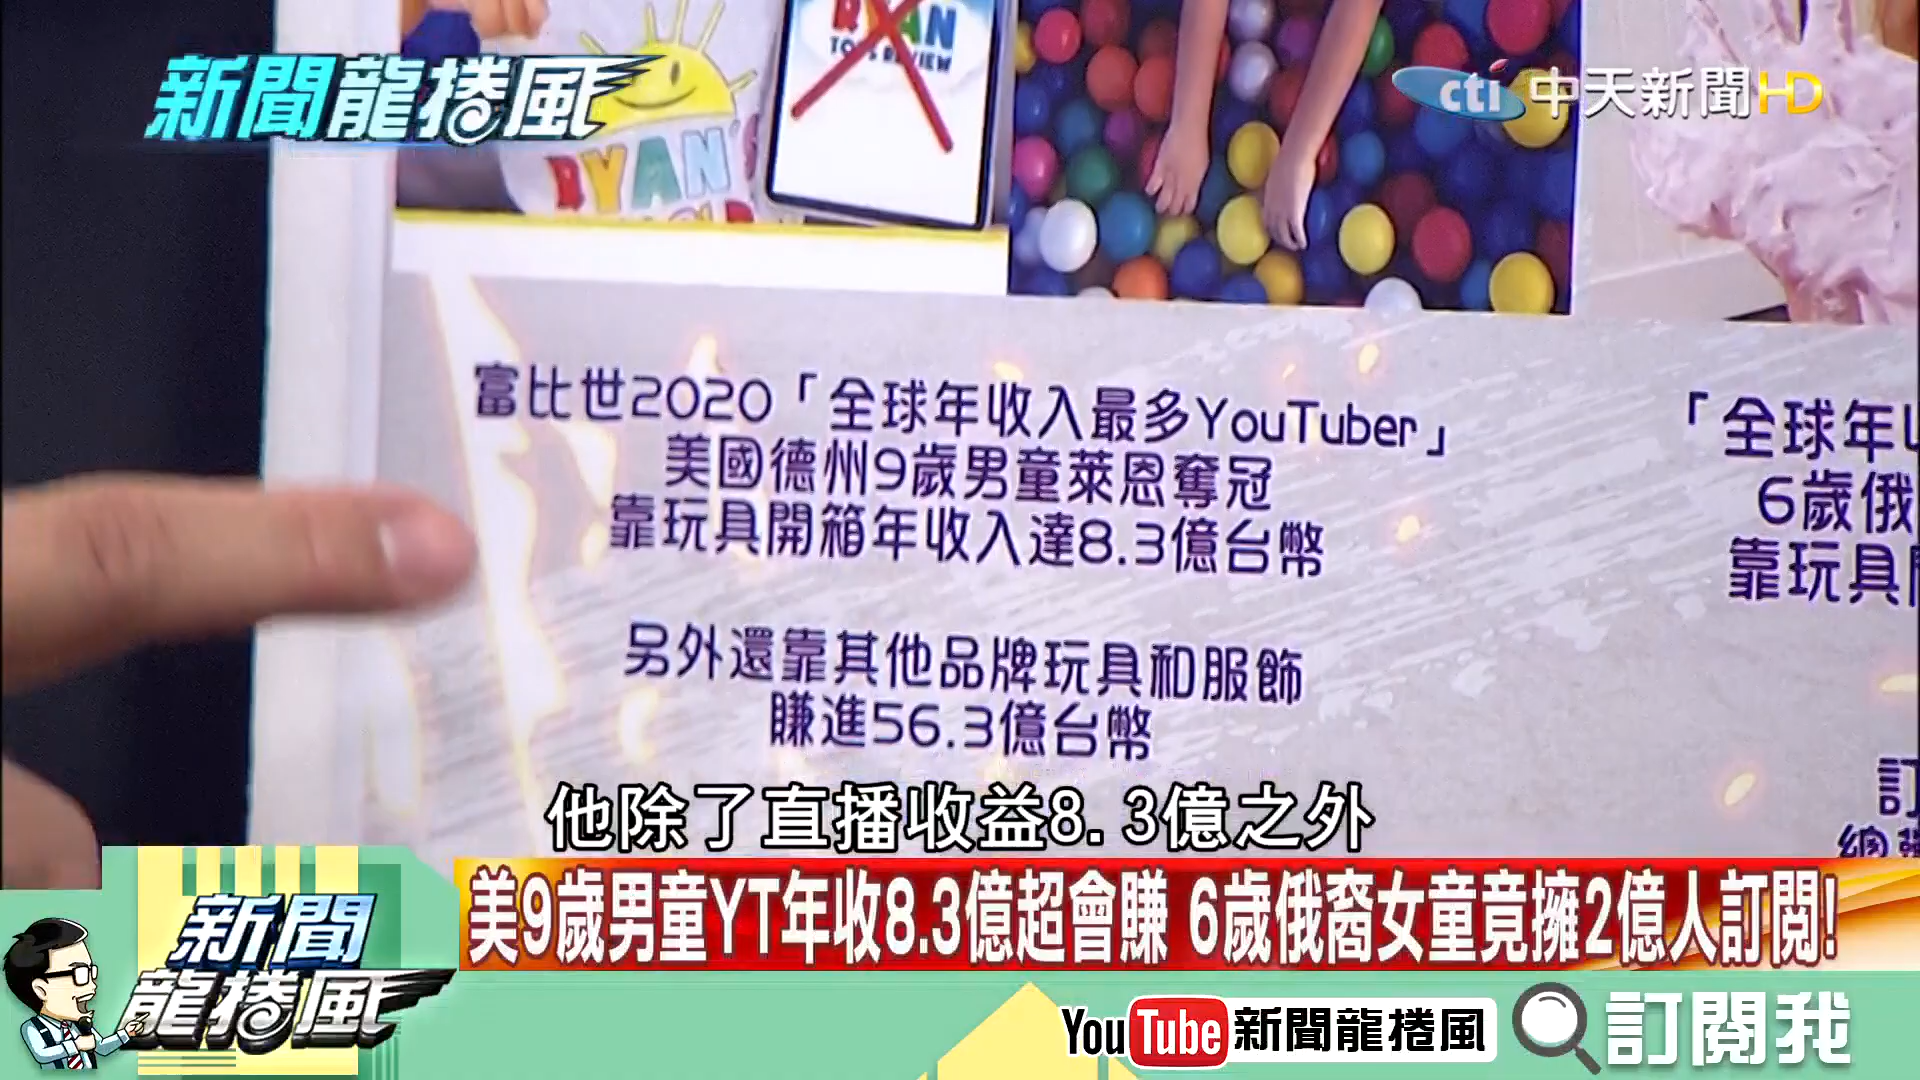 新聞龍捲風
cti 中天新聞HD
RYAN
TOYS REVIEW
RYAN'S
富比世2020「全球年收入最多YouTuber」
美國德州9歲男童萊恩奪冠
靠玩具開箱年收入達8.3億台幣
另外還靠其他品牌玩具和服飾
賺進56.3億台幣
「全球年
6歲俄
靠玩具
訂
總
他除了直播收益8.3億之外
美9歲男童YT年收8.3億超會賺 6歲俄裔女童竟擁2億人訂閱!
新聞
龍捲風
YouTube 新聞龍捲風
訂閱我